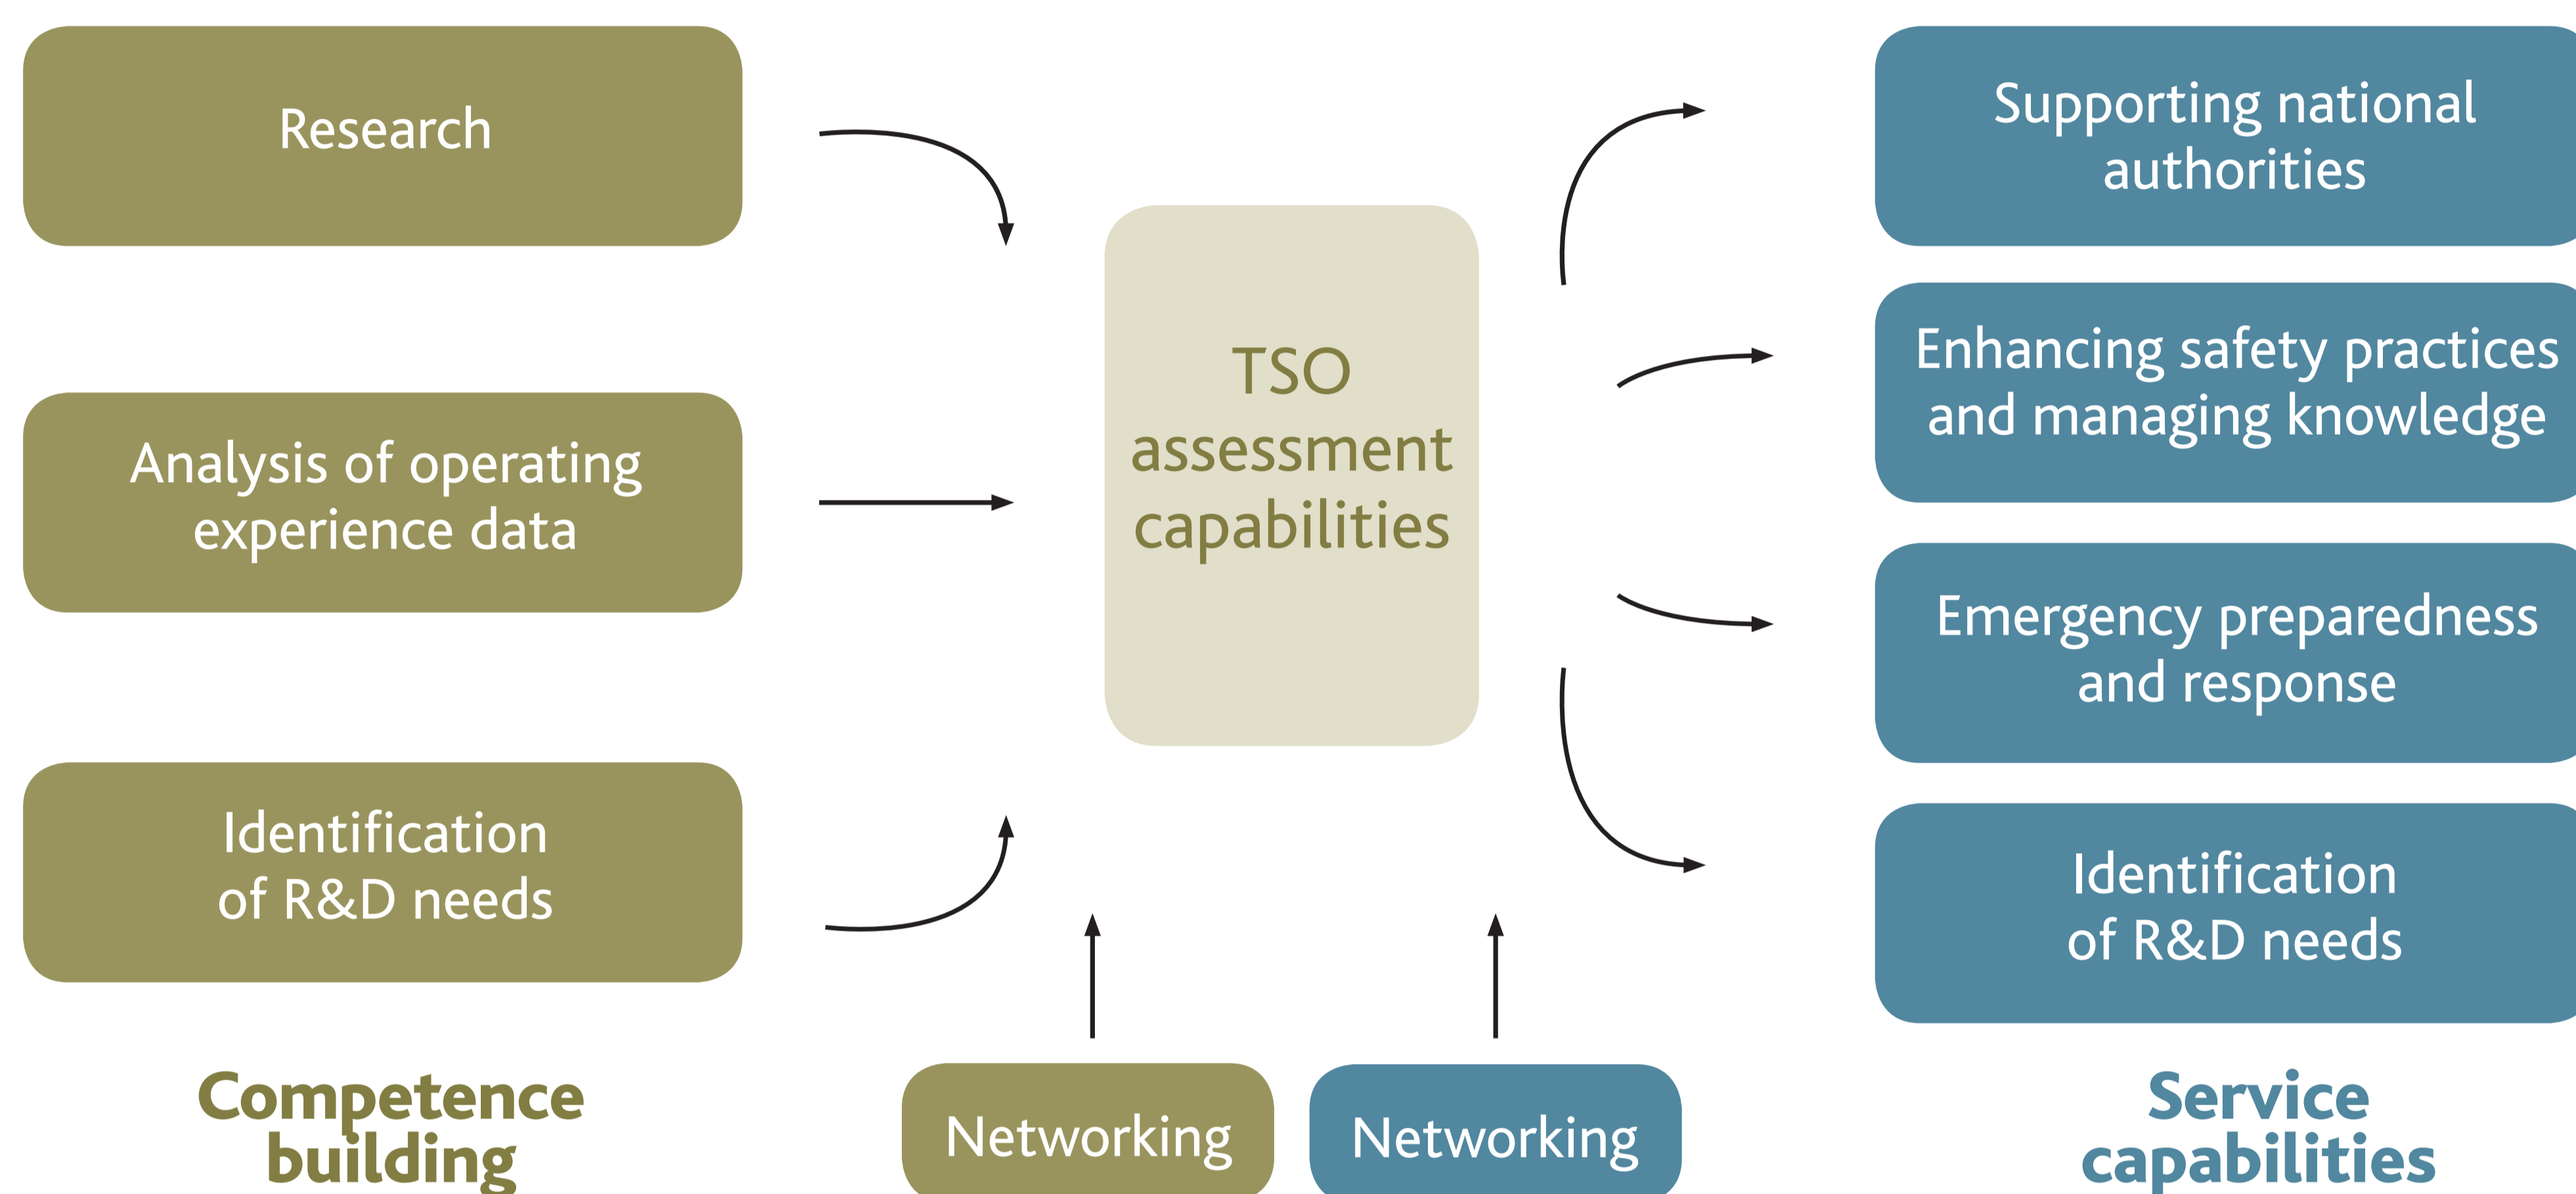 Research
Analysis of operating
experience data
Identification
of R&D needs
Competence
building
TSO
assessment
capabilities
Networking
Networking
Supporting national
authorities
Enhancing safety practices
and managing knowledge
Emergency preparedness
and response
Identification
of R&D needs
Service
capabilities